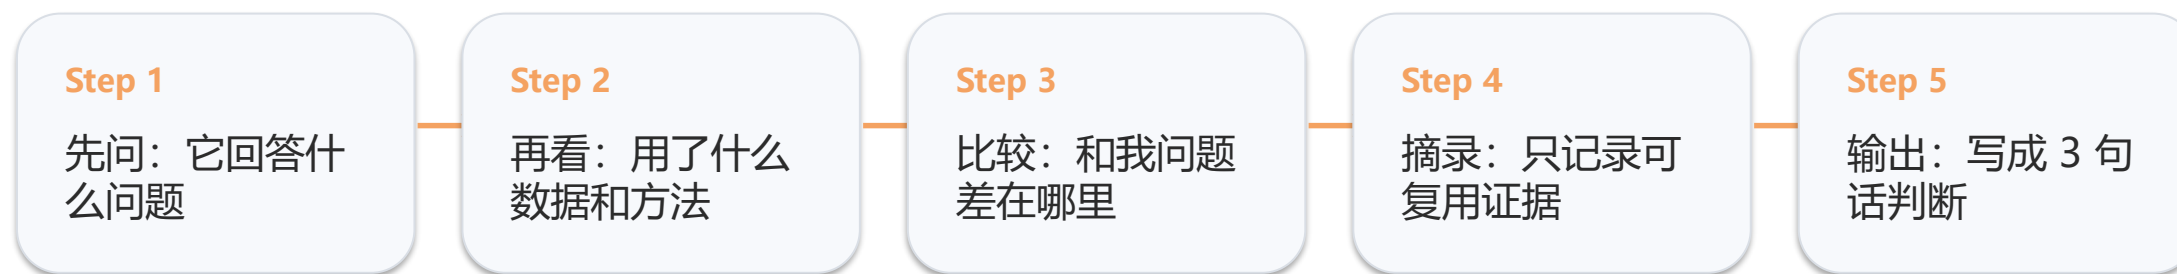 Step 1
先问：它回答什
么问题
Step 2
再看：用了什么
数据和方法
Step 3
比较：和我问题
差在哪里
Step 4
摘录：只记录可
复用证据
Step 5
输出：写成 3 句
话判断